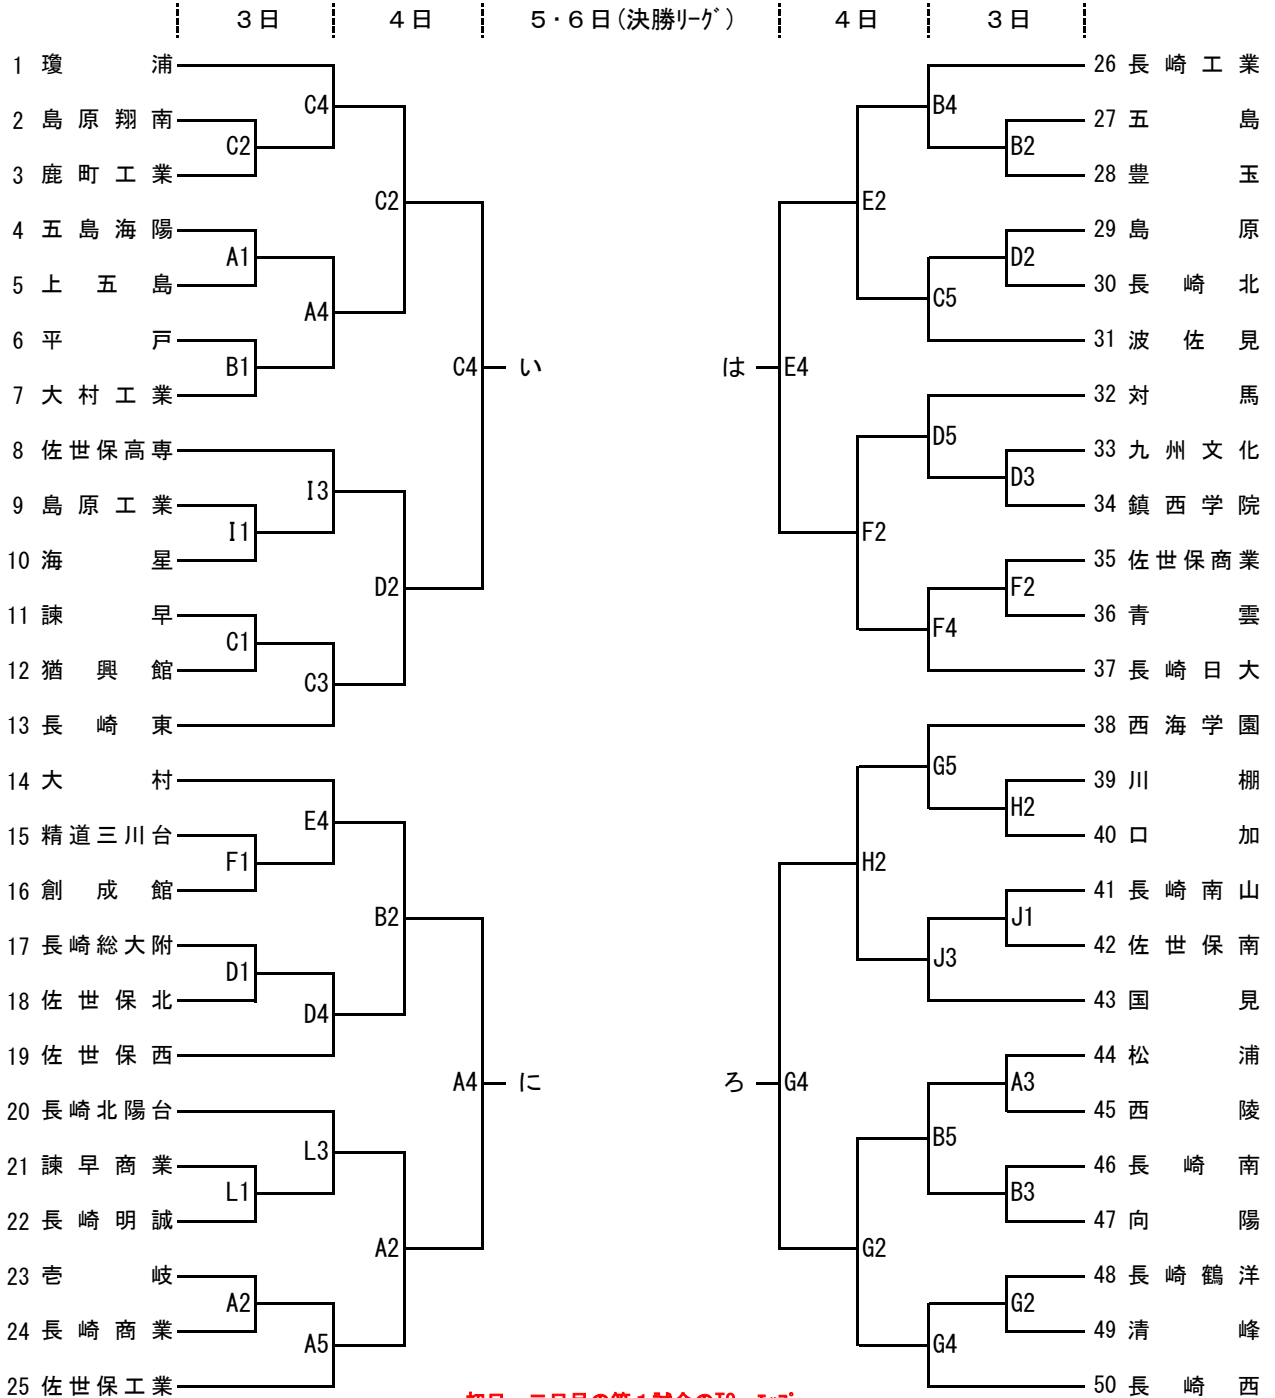 3日 4日 5・6日(決勝ﾘｰｸﾞ) 4日 3日
1 瓊浦
2 島原翔南
3 鹿町工業
4 五島海陽
5 上五島
6 平戸
7 大村工業
8 佐世保高専
9 島原工業
10 海星
11 諫早
12 猶興館
13 長崎東
14 大村
15 精道三川台
16 創成館
17 長崎総大附
18 佐世保北
19 佐世保西
20 長崎北陽台
21 諫早商業
22 長崎明誠
23 壱岐
24 長崎商業
25 佐世保工業
C2
A1
B1
I1
C1
F1
D1
L1
A2
C4
A4
I3
C3
E4
D4
L3
A5
C2
D2
B2
A2
C4 い
A4 に
は E4
ろ G4
E2
F2
H2
G2
B4
C5
D5
F4
G5
J3
B5
G4
B2
D2
D3
F2
H2
J1
A3
B3
G2
26 長崎工業
27 五島
28 豊玉
29 島原
30 長崎北
31 波佐見
32 対馬
33 九州文化
34 鎮西学院
35 佐世保商業
36 青雲
37 長崎日大
38 西海学園
39 川棚
40 口加
41 長崎南山
42 佐世保南
43 国見
44 松浦
45 西陵
46 長崎南
47 向陽
48 長崎鶴洋
49 清峰
50 長崎西